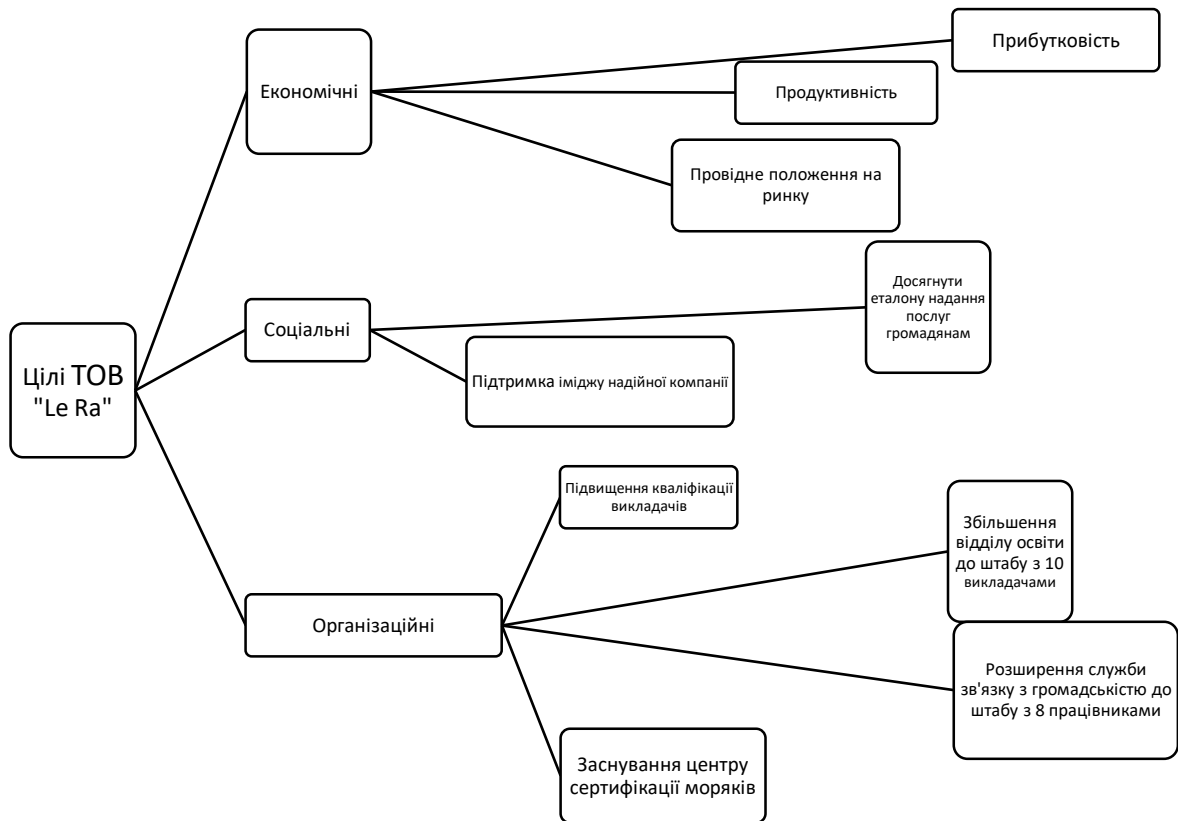 Цілі ТОВ
"Le Ra"
Економічні
Прибутковість
Продуктивність
Провідне положення на
ринку
Соціальні
Досягнути
еталону надання
послуг
громадянам
Підтримка іміджу надійної компанії
Організаційні
Підвищення кваліфікації
викладачів
Збільшення
відділу освіти
до штабу з 10
викладачами
Розширення служби
зв'язку з громадськістю до
штабу з 8 працівниками
Заснування центру
сертифікації моряків